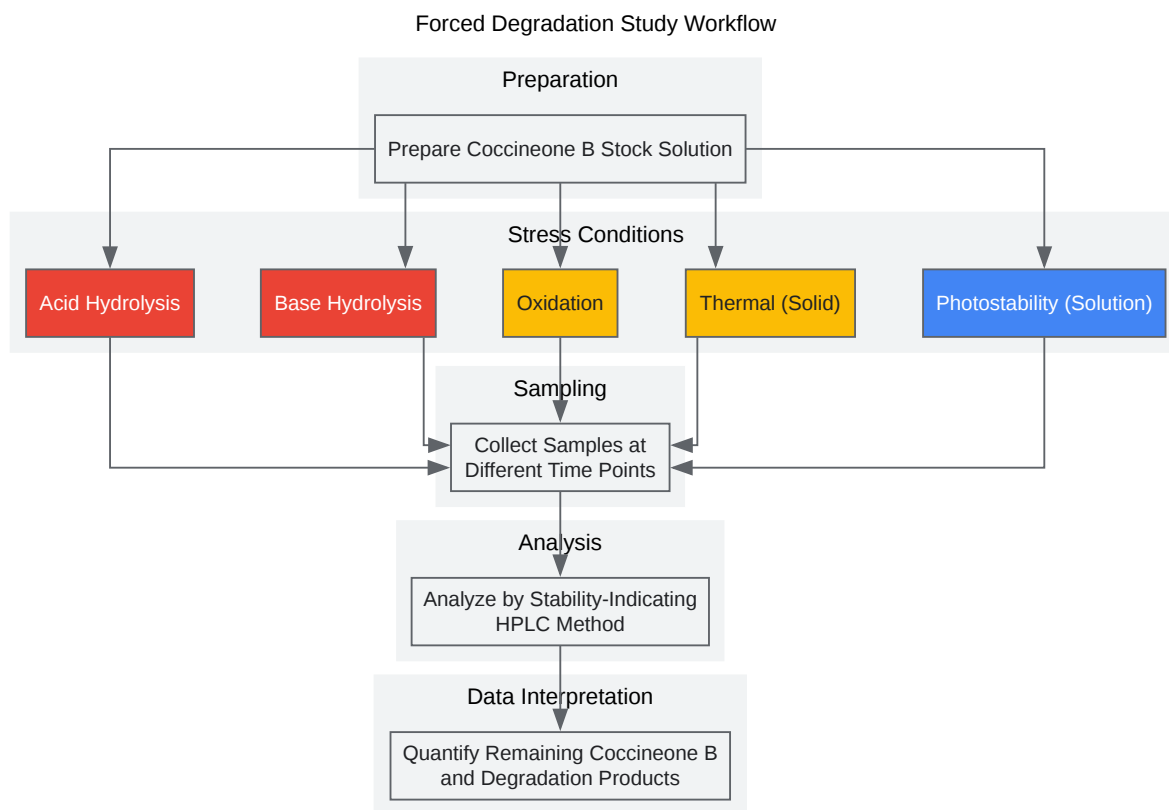 Forced Degradation Study Workflow
Preparation
Prepare Coccineone B Stock Solution
Stress Conditions
Acid Hydrolysis
Base Hydrolysis
Oxidation
Thermal (Solid)
Photostability (Solution)
Sampling
Collect Samples at
Different Time Points
Analysis
Analyze by Stability-Indicating
HPLC Method
Data Interpretation
Quantify Remaining Coccineone B
and Degradation Products